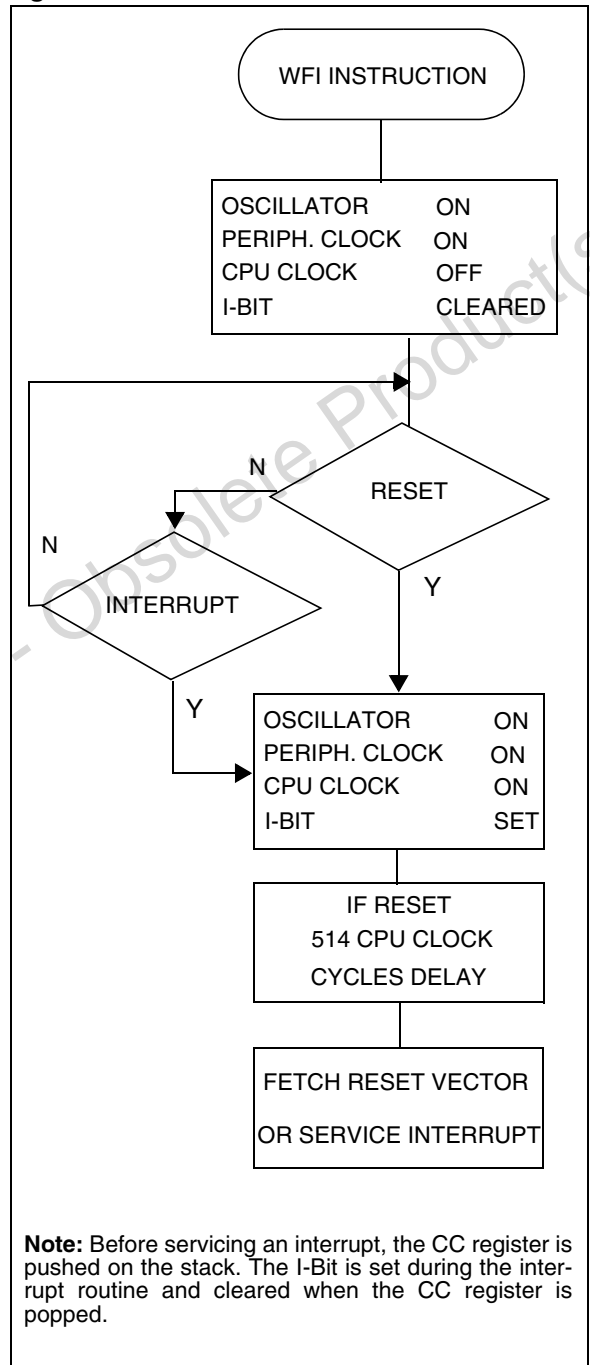 WFI INSTRUCTION
OSCILLATOR ON
PERIPH. CLOCK ON
CPU CLOCK OFF
I-BIT CLEARED
N
RESET
N
INTERRUPT
Y
Y
OSCILLATOR ON
PERIPH. CLOCK ON
CPU CLOCK ON
I-BIT SET
IF RESET
514 CPU CLOCK
CYCLES DELAY
FETCH RESET VECTOR
OR SERVICE INTERRUPT
Note: Before servicing an interrupt, the CC register is
pushed on the stack. The I-Bit is set during the inter-
rupt routine and cleared when the CC register is
popped.
- Obsolete Product(s